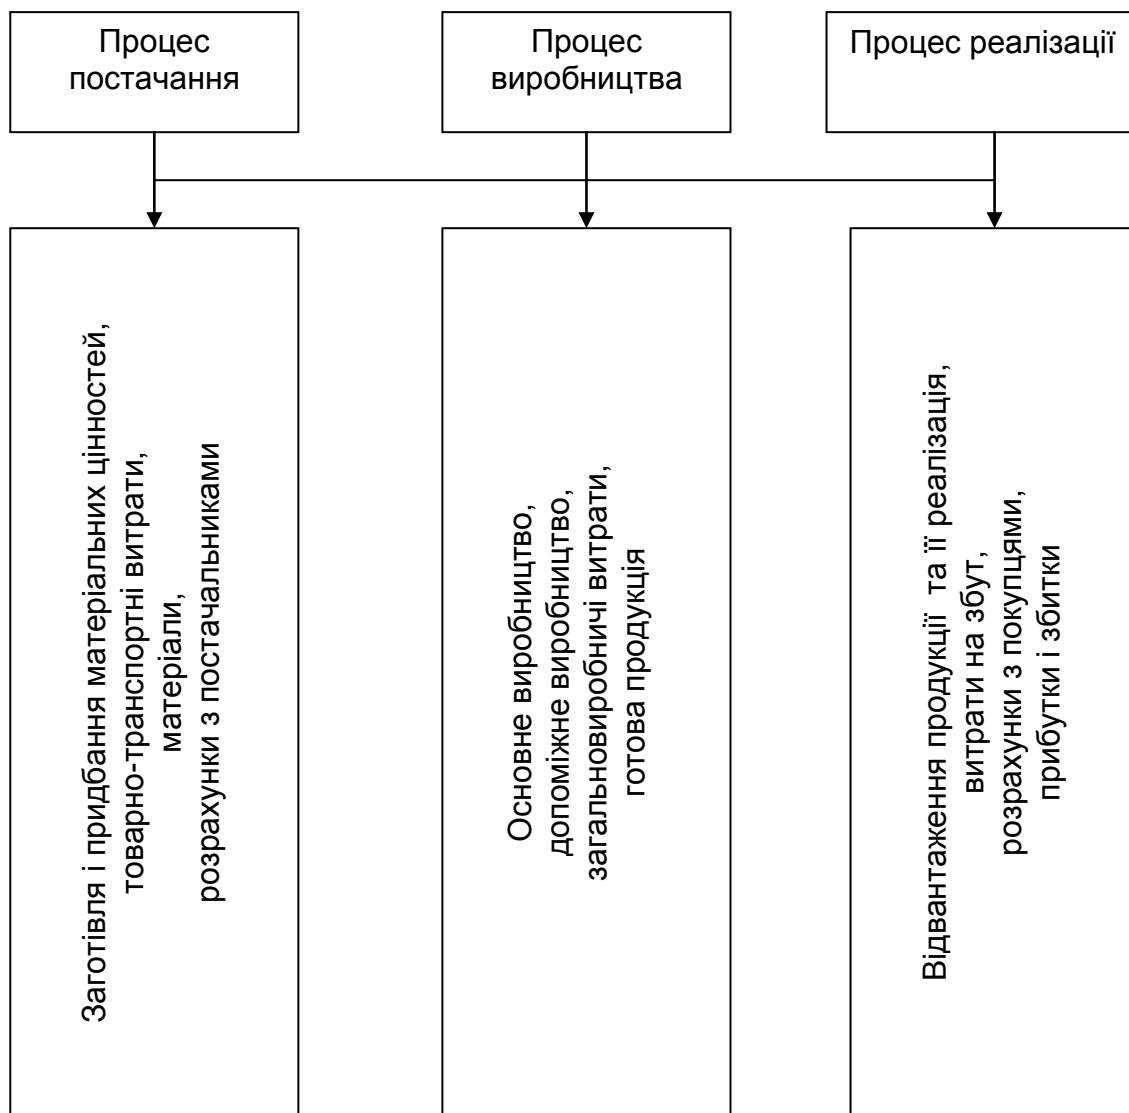 Процес
постачання
Процес
виробництва
Процес реалізації
Заготівля і придбання матеріальних цінностей,
товарно-транспортні витрати,
матеріали,
розрахунки з постачальниками
Основне виробництво,
допоміжне виробництво,
загальновиробничі витрати,
готова продукція
Відвантаження продукції та її реалізація,
витрати на збут,
розрахунки з покупцями,
прибутки і збитки